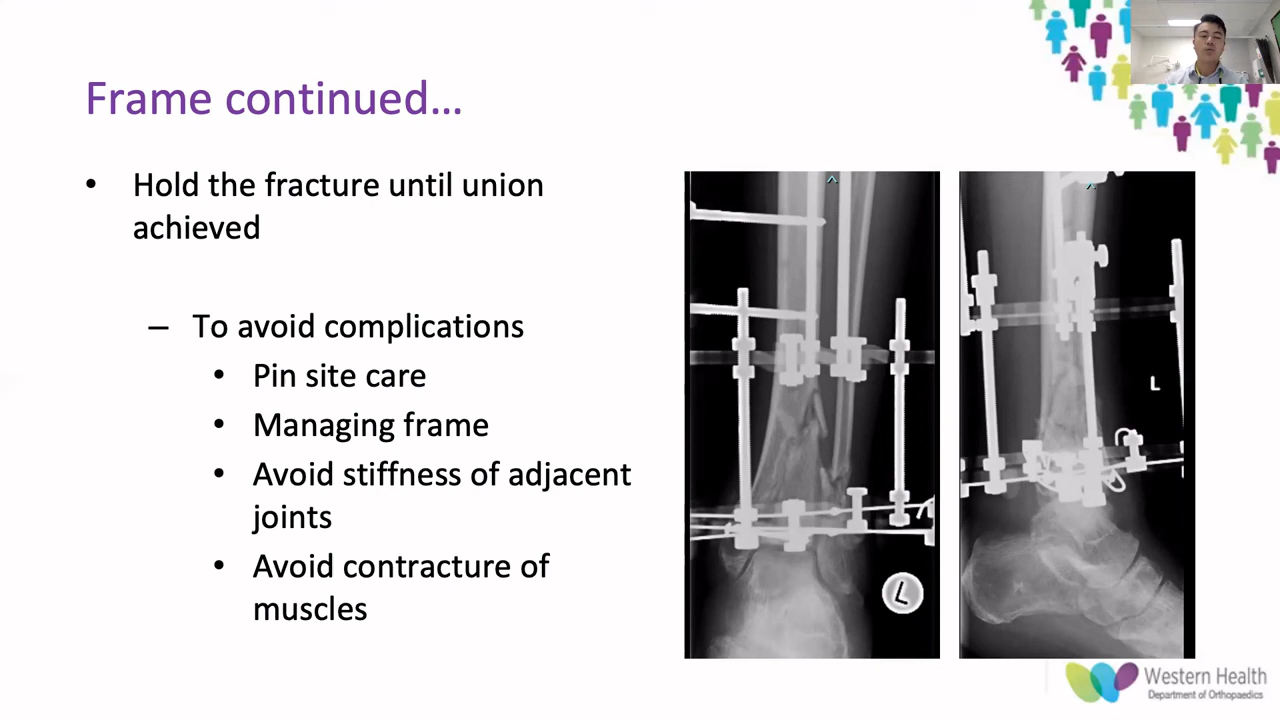 Frame continued...
• Hold the fracture until union
achieved
– To avoid complications
• Pin site care
• Managing frame
• Avoid stiffness of adjacent
joints
• Avoid contracture of
muscles
L
L
Western Health
Department of Orthopaedics